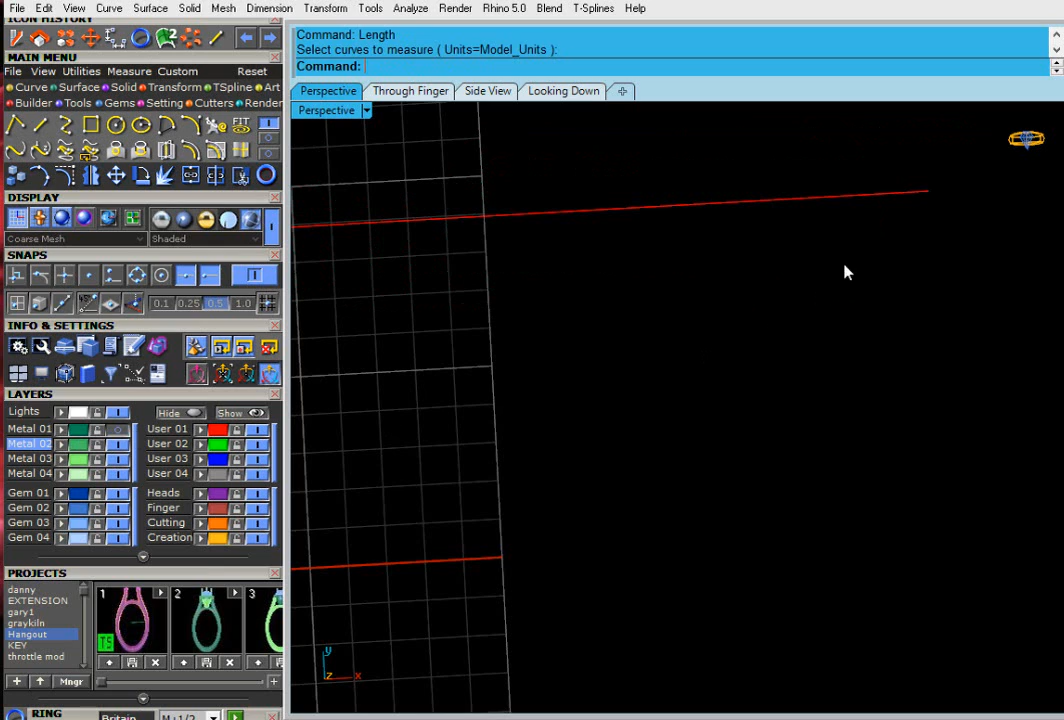 File Edit View Curve Surface Solid Mesh Dimension Transform Tools Analyze Render Rhino 5.0 Blend T-Splines Help
ICON HISTORY
Command: Length
Select curves to measure ( Units=Model_Units ):
Command:
MAIN MENU
File View Utilities Measure Custom Reset
Curve Surface Solid Transform TSpline Art
Builder Tools Gems Setting Cutters Render
Perspective Through Finger Side View Looking Down
Perspective
FIT
DISPLAY
Coarse Mesh Shaded
SNAPS
0.1 0.25 0.5 1.0
INFO & SETTINGS
LAYERS
Lights Hide Show
Metal 01 User 01
Metal 02 User 02
Metal 03 User 03
Metal 04 User 04
Gem 01 Heads
Gem 02 Finger
Gem 03 Cutting
Gem 04 Creation
PROJECTS
danny
EXTENSION
gary1
graykiln
Hangout
KEY
throttle mod
1 2 3
TS
Mngr
y
z x
RING Britain M+1/2